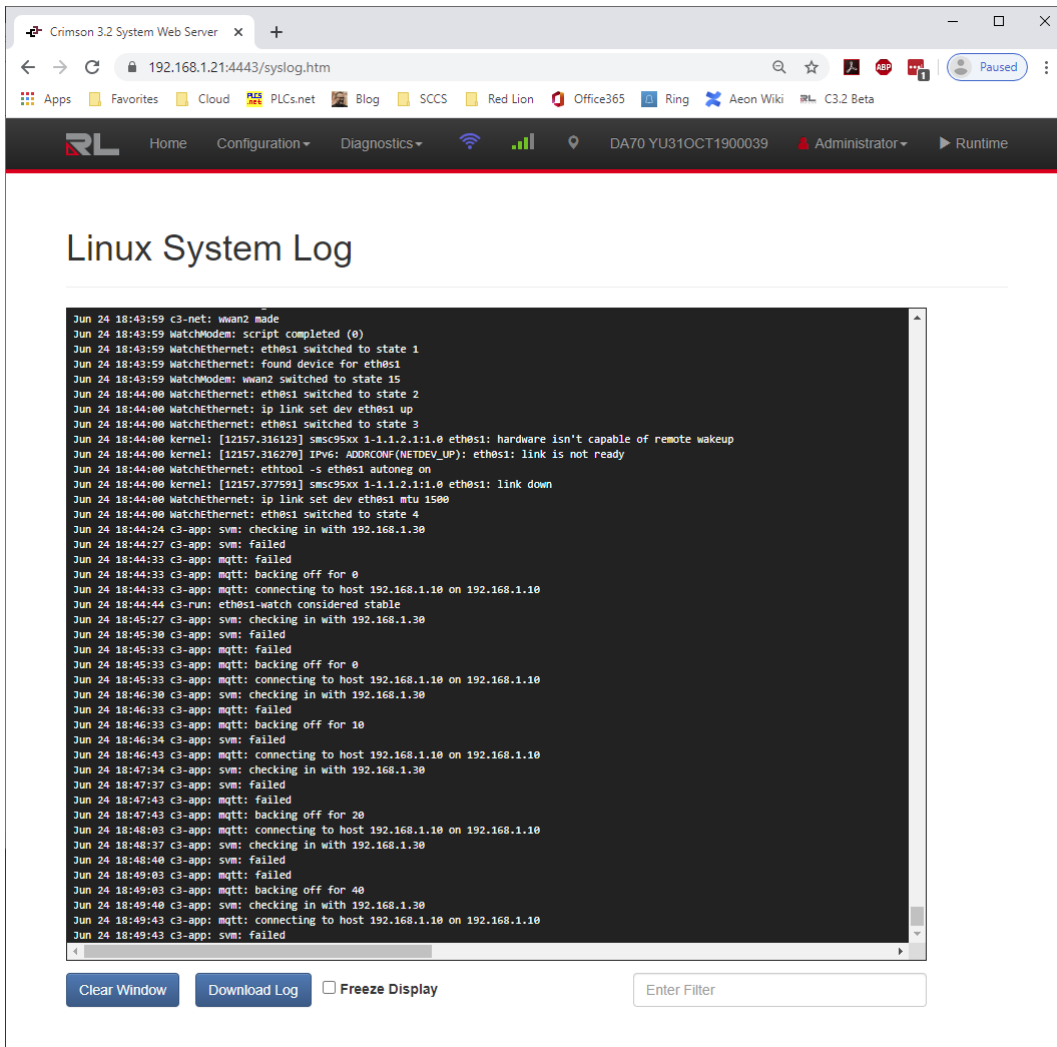 Crimson 3.2 System Web Server
192.168.1.21:4443/syslog.htm
ABP
1
Paused
Apps
Favorites
Cloud
PLCs.net
Blog
SCCS
Red Lion
Office365
Ring
Aeon Wiki
C3.2 Beta
RL
Home
Configuration
Diagnostics
DA70 YU31OCT1900039
Administrator
Runtime
Linux System Log
Jun 24 18:43:59 c3-net: wwan2 made
Jun 24 18:43:59 WatchModem: script completed (0)
Jun 24 18:43:59 WatchEthernet: eth0s1 switched to state 1
Jun 24 18:43:59 WatchEthernet: found device for eth0s1
Jun 24 18:43:59 WatchModem: wwan2 switched to state 15
Jun 24 18:44:00 WatchEthernet: eth0s1 switched to state 2
Jun 24 18:44:00 WatchEthernet: ip link set dev eth0s1 up
Jun 24 18:44:00 WatchEthernet: eth0s1 switched to state 3
Jun 24 18:44:00 kernel: [12157.316123] smsc95xx 1-1.1.2.1:1.0 eth0s1: hardware isn't capable of remote wakeup
Jun 24 18:44:00 kernel: [12157.316270] IPv6: ADDRCONF(NETDEV_UP): eth0s1: link is not ready
Jun 24 18:44:00 WatchEthernet: ethtool -s eth0s1 autoneg on
Jun 24 18:44:00 kernel: [12157.377591] smsc95xx 1-1.1.2.1:1.0 eth0s1: link down
Jun 24 18:44:00 WatchEthernet: ip link set dev eth0s1 mtu 1500
Jun 24 18:44:00 WatchEthernet: eth0s1 switched to state 4
Jun 24 18:44:24 c3-app: svm: checking in with 192.168.1.30
Jun 24 18:44:27 c3-app: svm: failed
Jun 24 18:44:33 c3-app: mqtt: failed
Jun 24 18:44:33 c3-app: mqtt: backing off for 0
Jun 24 18:44:33 c3-app: mqtt: connecting to host 192.168.1.10 on 192.168.1.10
Jun 24 18:44:44 c3-run: eth0s1-watch considered stable
Jun 24 18:45:27 c3-app: svm: checking in with 192.168.1.30
Jun 24 18:45:30 c3-app: svm: failed
Jun 24 18:45:33 c3-app: mqtt: failed
Jun 24 18:45:33 c3-app: mqtt: backing off for 0
Jun 24 18:45:33 c3-app: mqtt: connecting to host 192.168.1.10 on 192.168.1.10
Jun 24 18:46:30 c3-app: svm: checking in with 192.168.1.30
Jun 24 18:46:33 c3-app: mqtt: failed
Jun 24 18:46:33 c3-app: mqtt: backing off for 10
Jun 24 18:46:34 c3-app: svm: failed
Jun 24 18:46:43 c3-app: mqtt: connecting to host 192.168.1.10 on 192.168.1.10
Jun 24 18:47:34 c3-app: svm: checking in with 192.168.1.30
Jun 24 18:47:37 c3-app: svm: failed
Jun 24 18:47:43 c3-app: mqtt: failed
Jun 24 18:47:43 c3-app: mqtt: backing off for 20
Jun 24 18:48:03 c3-app: mqtt: connecting to host 192.168.1.10 on 192.168.1.10
Jun 24 18:48:37 c3-app: svm: checking in with 192.168.1.30
Jun 24 18:48:40 c3-app: svm: failed
Jun 24 18:49:03 c3-app: mqtt: failed
Jun 24 18:49:03 c3-app: mqtt: backing off for 40
Jun 24 18:49:40 c3-app: svm: checking in with 192.168.1.30
Jun 24 18:49:43 c3-app: mqtt: connecting to host 192.168.1.10 on 192.168.1.10
Jun 24 18:49:43 c3-app: svm: failed
Clear Window
Download Log
Freeze Display
Enter Filter